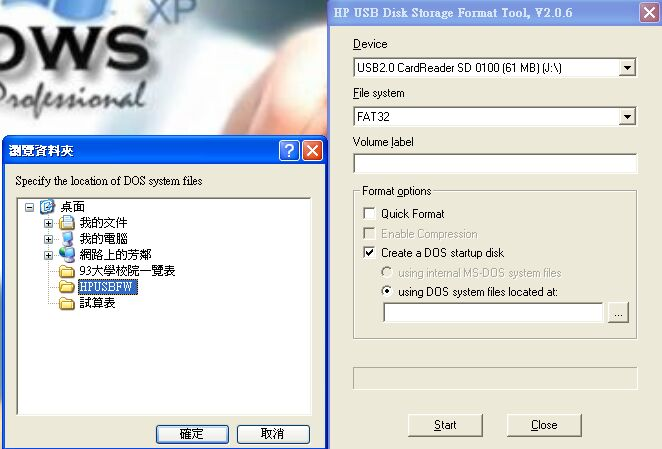 XP
ows
Professional
瀏覽資料夾
Specify the location of DOS system files
桌面
我的文件
我的電腦
網路上的芳鄰
93大學校院一覽表
HPUSBFW
試算表
確定
取消
HP USB Disk Storage Format Tool, V2.0.6
Device
USB2.0 CardReader SD 0100 (61 MB) (J:\)
File system
FAT32
Volume label
Format options
Quick Format
Enable Compression
Create a DOS startup disk
using internal MS-DOS system files
using DOS system files located at:
...
Start
Close